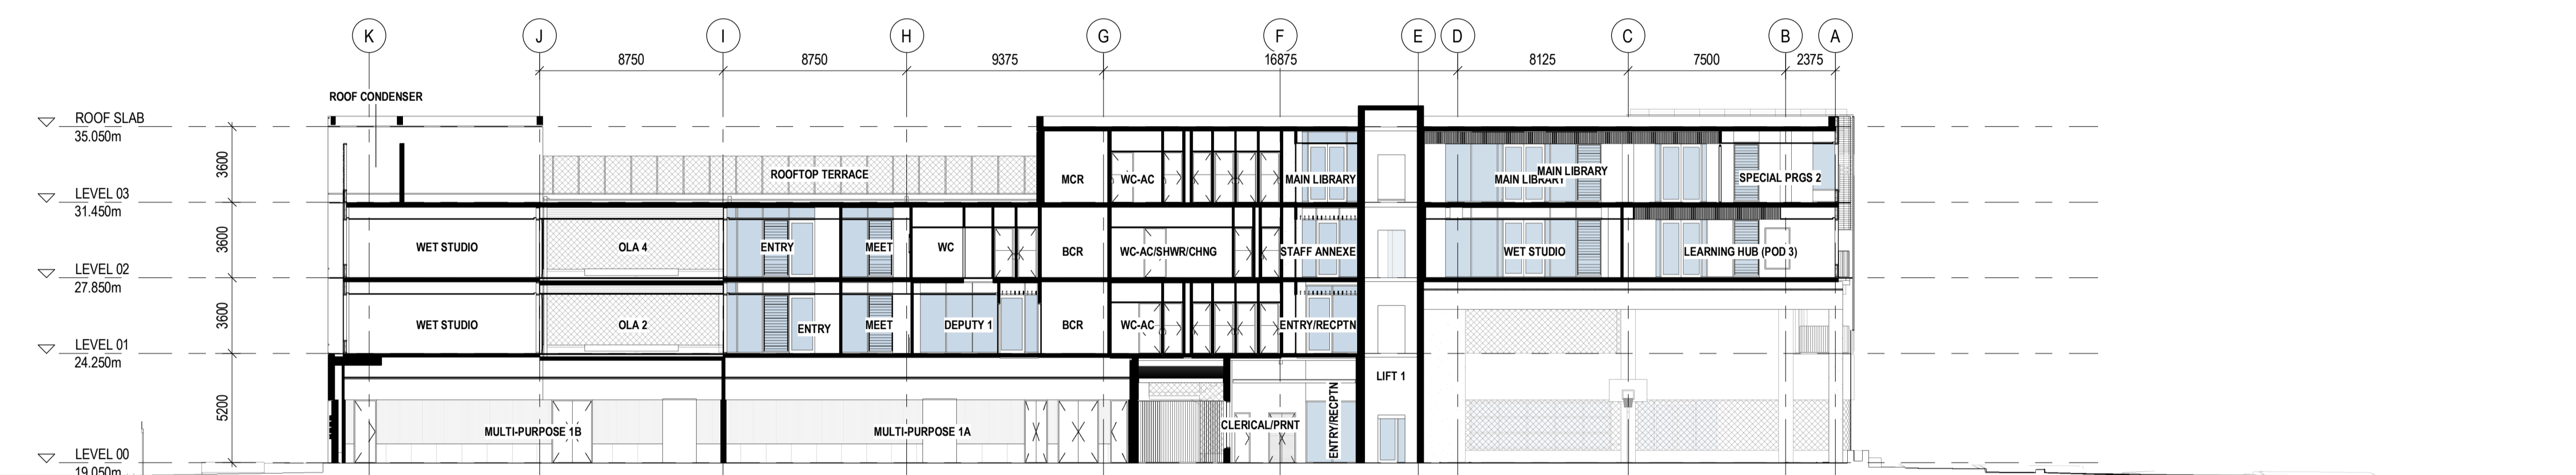 K J I H G F E D C B A
8750 8750 9375 16875 8125 7500 2375
ROOF CONDENSER
ROOF SLAB
35.050m
3600
ROOFTOP TERRACE
MCR WC-AC MAIN LIBRARY MAIN LIBRARY MAIN LIBRARY SPECIAL PRGS 2
LEVEL 03
31.450m
3600
WET STUDIO OLA 4 ENTRY MEET WC BCR WC-AC/SHWR/CHNG STAFF ANNEXE WET STUDIO LEARNING HUB (POD 3)
LEVEL 02
27.850m
3600
WET STUDIO OLA 2 ENTRY MEET DEPUTY 1 BCR WC-AC ENTRY/RECPTN
LEVEL 01
24.250m
LIFT 1
5200
MULTI-PURPOSE 1B MULTI-PURPOSE 1A CLERICAL/PRNT ENTRY/RECPTN
LEVEL 00
19.050m